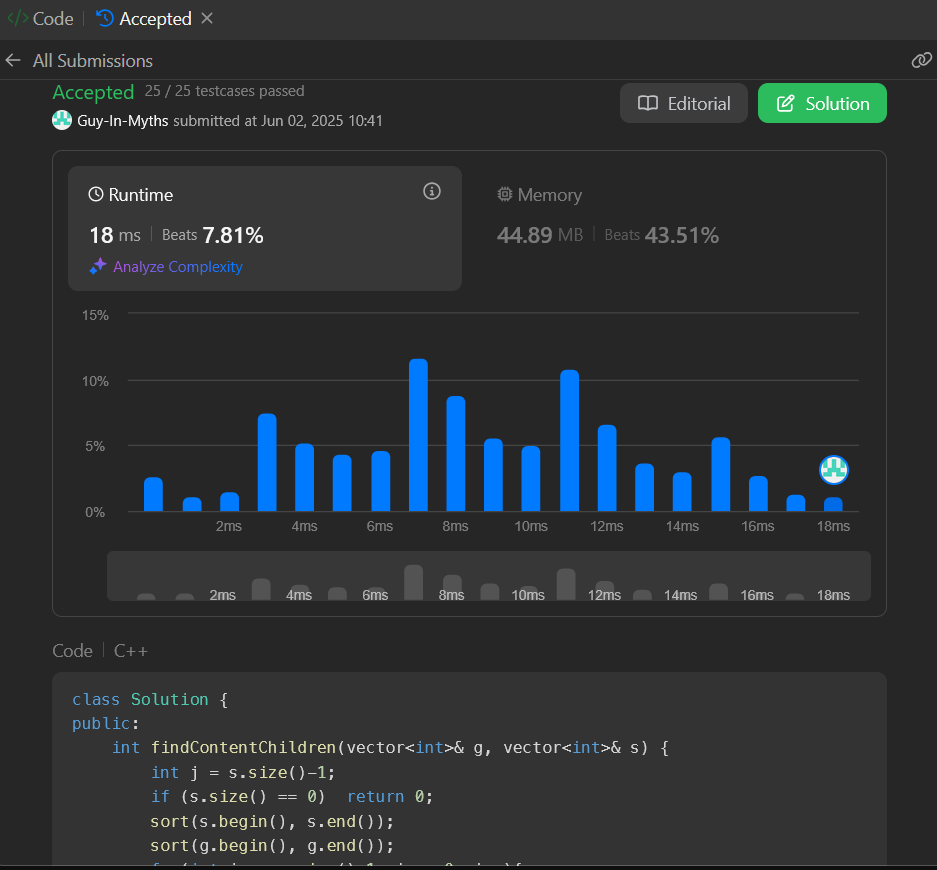 </> Code | Accepted ×
← All Submissions
Accepted 25 / 25 testcases passed
Guy-In-Myths submitted at Jun 02, 2025 10:41
Editorial
Solution
Runtime
18 ms | Beats 7.81%
Analyze Complexity
Memory
44.89 MB | Beats 43.51%
15%
10%
5%
0%
2ms 4ms 6ms 8ms 10ms 12ms 14ms 16ms 18ms
2ms 4ms 6ms 8ms 10ms 12ms 14ms 16ms 18ms
Code | C++
class Solution {
public:
    int findContentChildren(vector<int>& g, vector<int>& s) {
        int j = s.size()-1;
        if (s.size() == 0)  return 0;
        sort(s.begin(), s.end());
        sort(g.begin(), g.end());